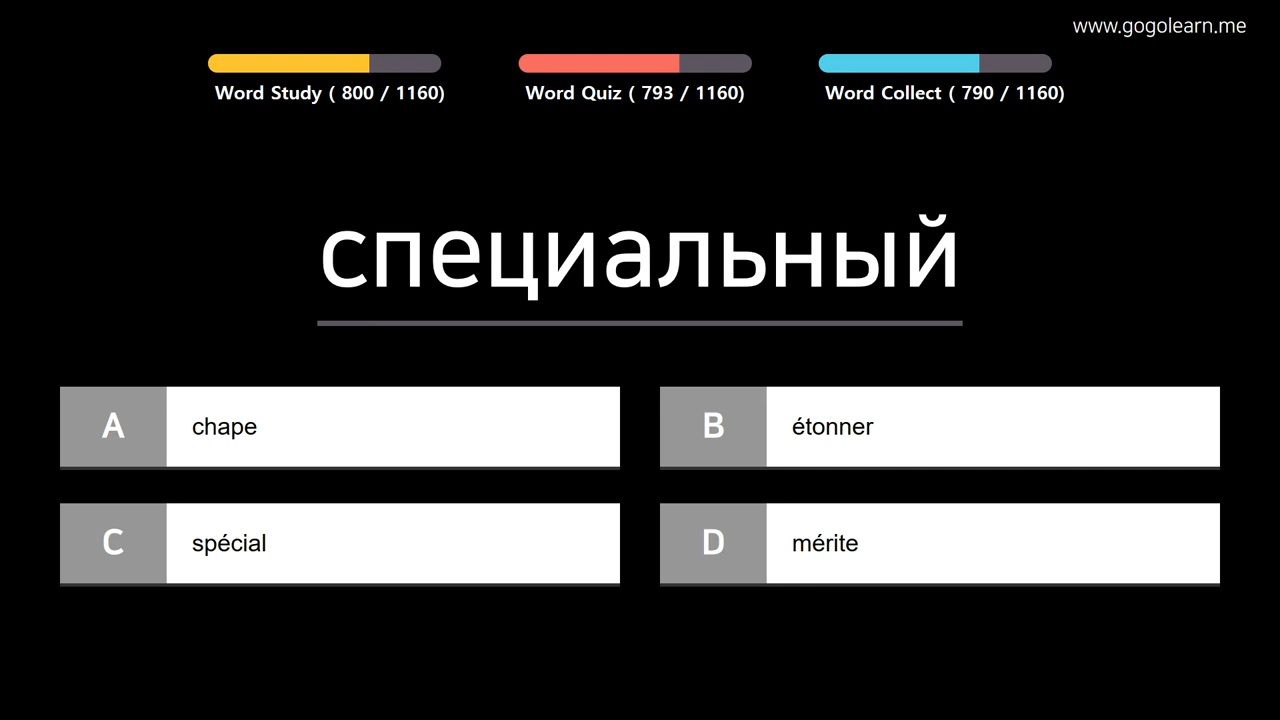 www.gogolearn.me
Word Study ( 800 / 1160)
Word Quiz ( 793 / 1160)
Word Collect ( 790 / 1160)
специальный
A chape
B étonner
C spécial
D mérite